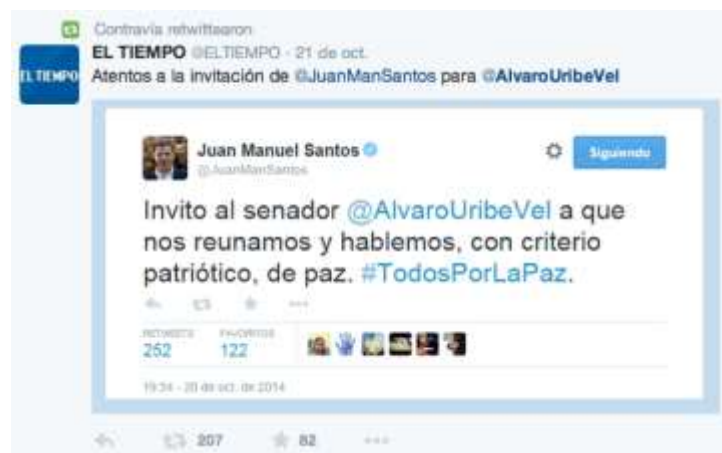 Contravía retwittearon
EL TIEMPO @ELTIEMPO · 21 de oct.
EL TIEMPO
Atentos a la invitación de @JuanManSantos para @AlvaroUribeVel
Juan Manuel Santos
Siguiendo
@JuanManSantos
Invito al senador @AlvaroUribeVel a que
nos reunamos y hablemos, con criterio
patriótico, de paz. #TodosPorLaPaz.
RETWEETS FAVORITOS
252 122
19:34 - 20 de oct. de 2014
207 82